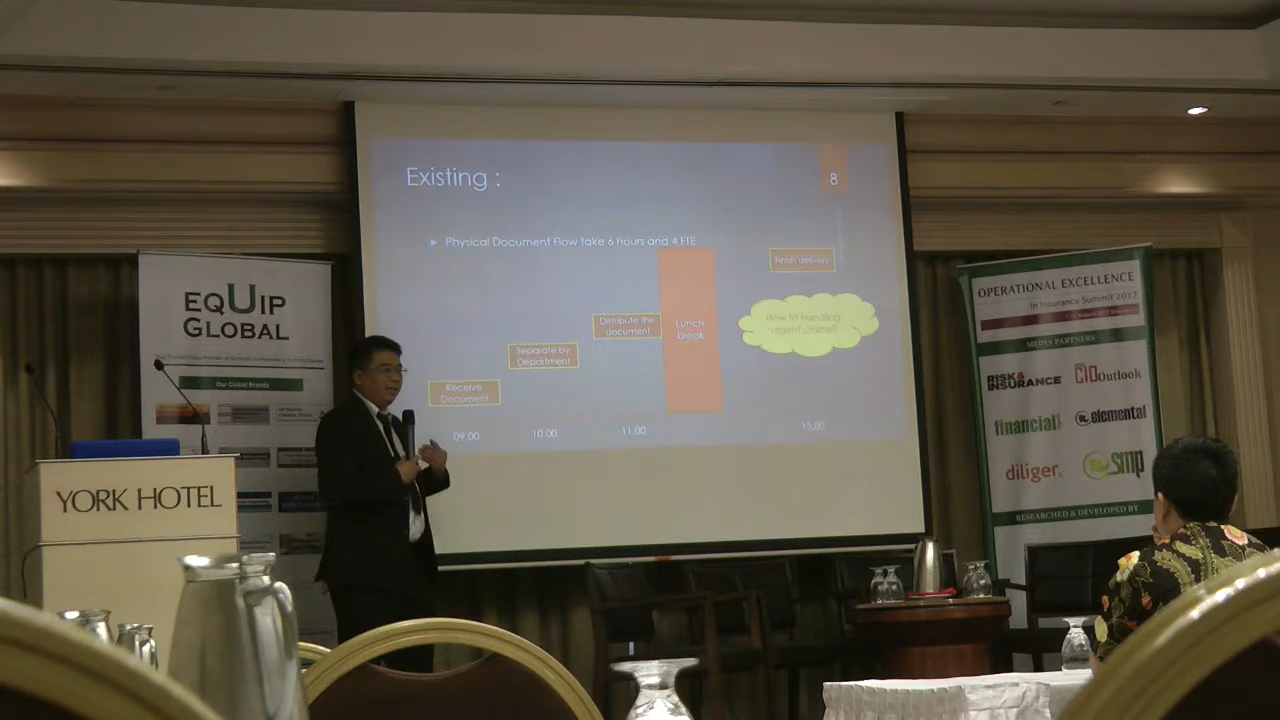 Existing :
8
Physical Document Flow take 6 hours and 4 FTE
Finish delivery
How to handling
urgent claims?
Distribute the
document
Lunch
break
Separate by
Department
Receive
Document
09.00
10.00
11.00
15.00
EQUIP
GLOBAL
Our Global Brands
YORK HOTEL
OPERATIONAL EXCELLENCE
in Insurance Summit 2017
MEDIA PARTNERS
RISK &
INSURANCE
CIOOutlook
financial
elemental
diliger
smp
RESEARCHED & DEVELOPED BY